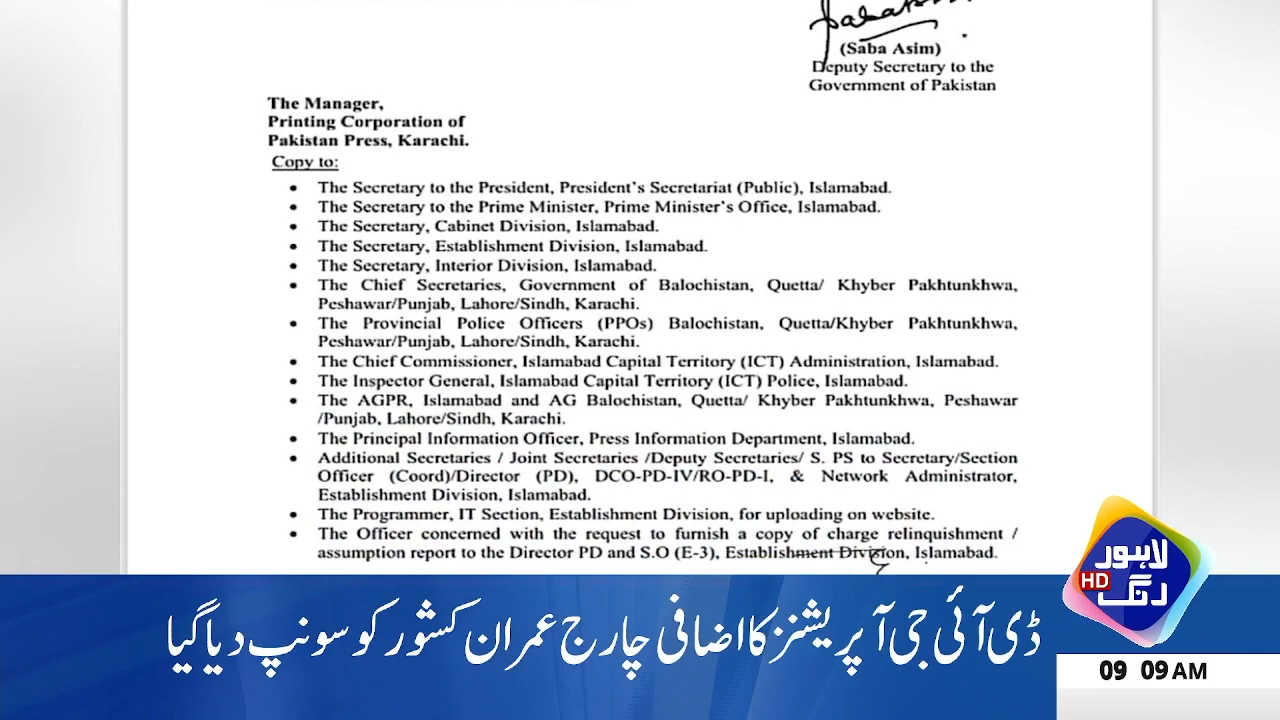 (Saba Asim)
Deputy Secretary to the
Government of Pakistan
The Manager,
Printing Corporation of
Pakistan Press, Karachi.
Copy to:
• The Secretary to the President, President's Secretariat (Public), Islamabad.
• The Secretary to the Prime Minister, Prime Minister's Office, Islamabad.
• The Secretary, Cabinet Division, Islamabad.
• The Secretary, Establishment Division, Islamabad.
• The Secretary, Interior Division, Islamabad.
• The Chief Secretaries, Government of Balochistan, Quetta/ Khyber Pakhtunkhwa,
Peshawar/Punjab, Lahore/Sindh, Karachi.
• The Provincial Police Officers (PPOs) Balochistan, Quetta/Khyber Pakhtunkhwa,
Peshawar/Punjab, Lahore/Sindh, Karachi.
• The Chief Commissioner, Islamabad Capital Territory (ICT) Administration, Islamabad.
• The Inspector General, Islamabad Capital Territory (ICT) Police, Islamabad.
• The AGPR, Islamabad and AG Balochistan, Quetta/ Khyber Pakhtunkhwa, Peshawar
/Punjab, Lahore/Sindh, Karachi.
• The Principal Information Officer, Press Information Department, Islamabad.
• Additional Secretaries / Joint Secretaries /Deputy Secretaries/ S. PS to Secretary/Section
Officer (Coord)/Director (PD), DCO-PD-IV/RO-PD-I, & Network Administrator,
Establishment Division, Islamabad.
• The Programmer, IT Section, Establishment Division, for uploading on website.
• The Officer concerned with the request to furnish a copy of charge relinquishment /
assumption report to the Director PD and S.O (E-3), Establishment Division, Islamabad.
لاہور
HD رنگ
ڈی آئی جی آپریشنز کا اضافی چارج عمران کشور کو سونپ دیا گیا
09 09 AM